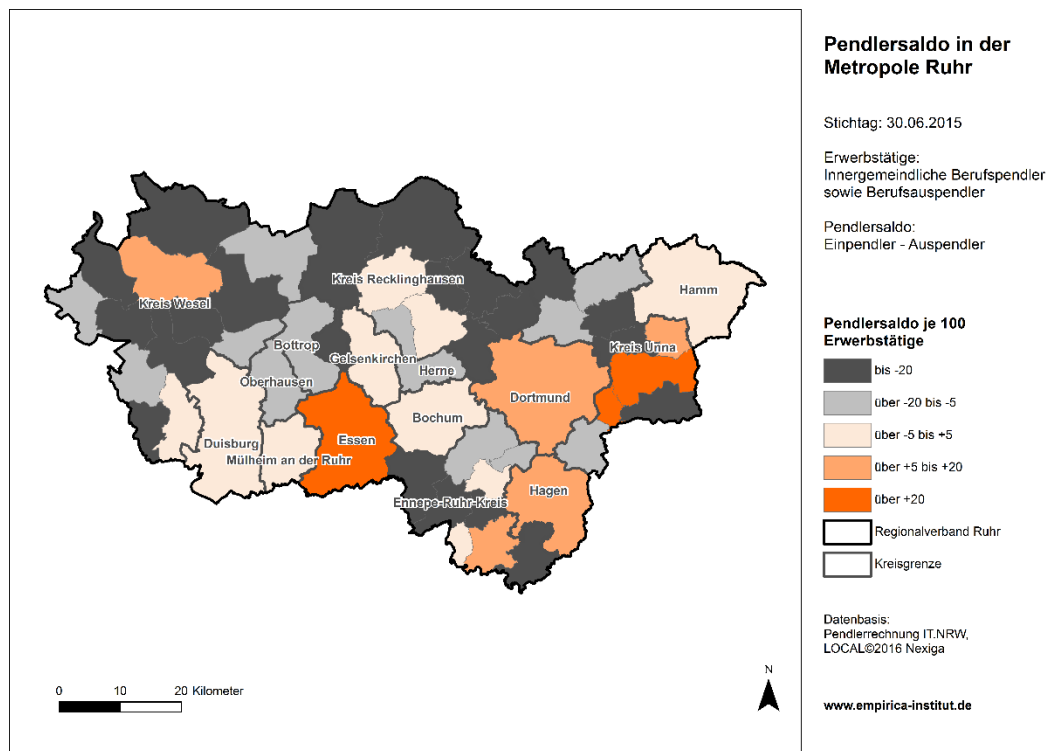 Pendlersaldo in der
Metropole Ruhr
Stichtag: 30.06.2015
Erwerbstätige:
Innergemeindliche Berufspendler
sowie Berufsauspendler
Pendlersaldo:
Einpendler - Auspendler
Kreis Recklinghausen
Hamm
Kreis Wesel
Bottrop
Gelsenkirchen
Kreis Unna
Herne
Oberhausen
Dortmund
Bochum
Duisburg
Essen
Mülheim an der Ruhr
Hagen
Ennepe-Ruhr-Kreis
Pendlersaldo je 100
Erwerbstätige
bis -20
über -20 bis -5
über -5 bis +5
über +5 bis +20
über +20
Regionalverband Ruhr
Kreisgrenze
Datenbasis:
Pendlerrechnung IT.NRW,
LOCAL©2016 Nexiga
www.empirica-institut.de
0 10 20 Kilometer
N